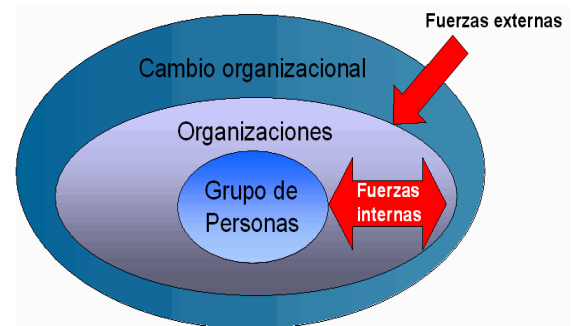 Fuerzas externas
Cambio organizacional
Organizaciones
Grupo de
Personas
Fuerzas
internas